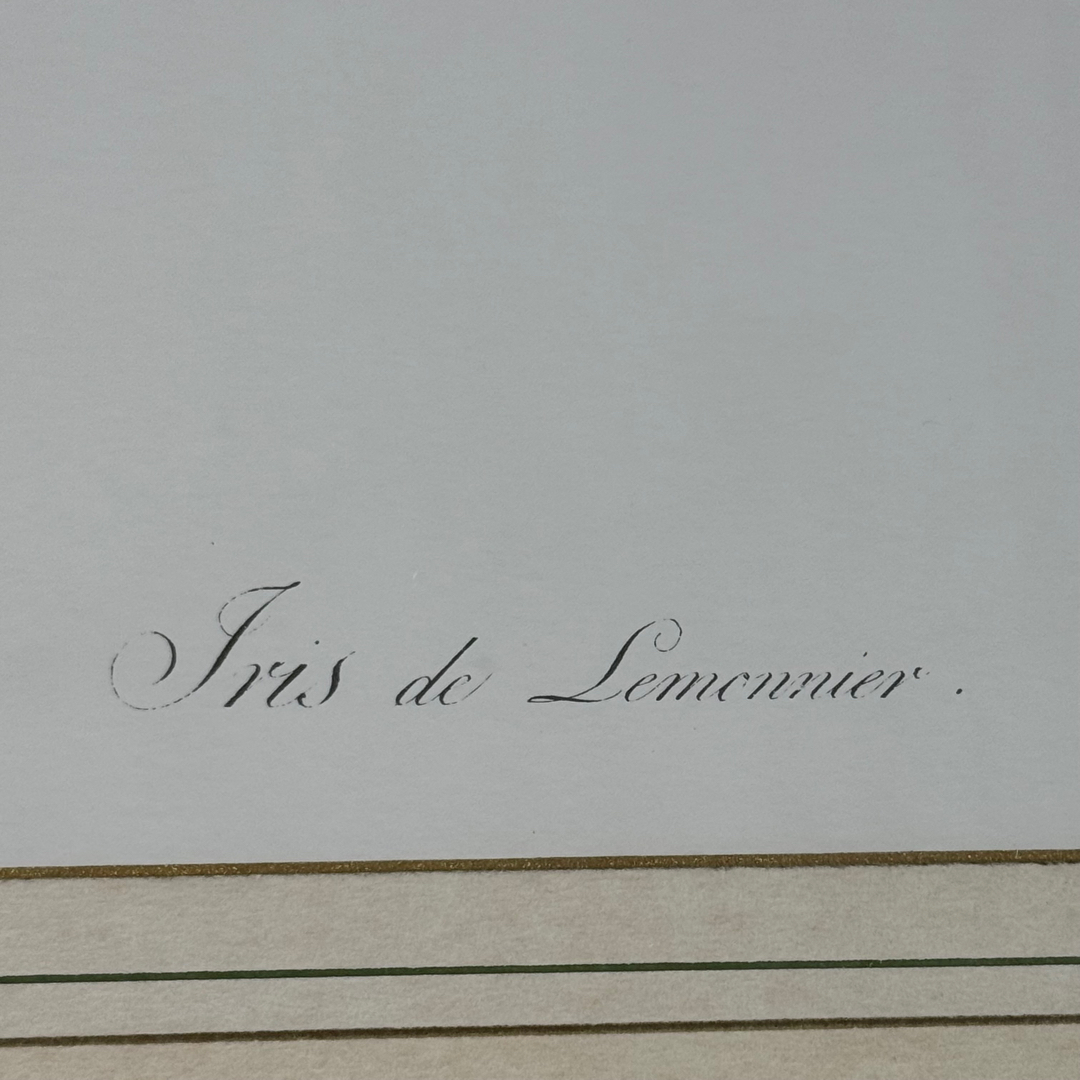 Iris de Lemonnier .